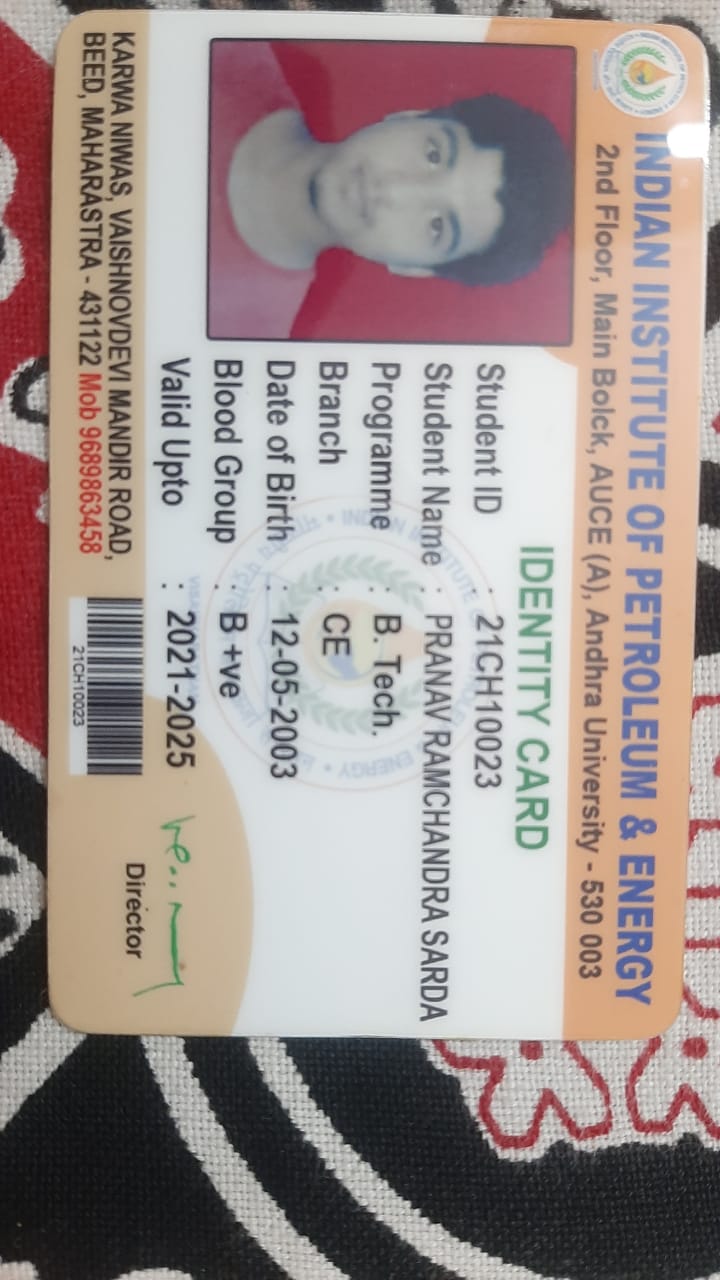 INDIAN INSTITUTE OF PETROLEUM & ENERGY
2nd Floor, Main Bolck, AUCE (A), Andhra University - 530 003
IDENTITY CARD
Student ID : 21CH10023
Student Name : PRANAV RAMCHANDRA SARDA
Programme : B. Tech.
Branch : CE
Date of Birth : 12-05-2003
Blood Group : B +ve
Valid Upto : 2021-2025
Director
KARWA NIWAS, VAISHNOVDEVI MANDIR ROAD,
BEED, MAHARASTRA - 431122 Mob 9689863458
21CH10023